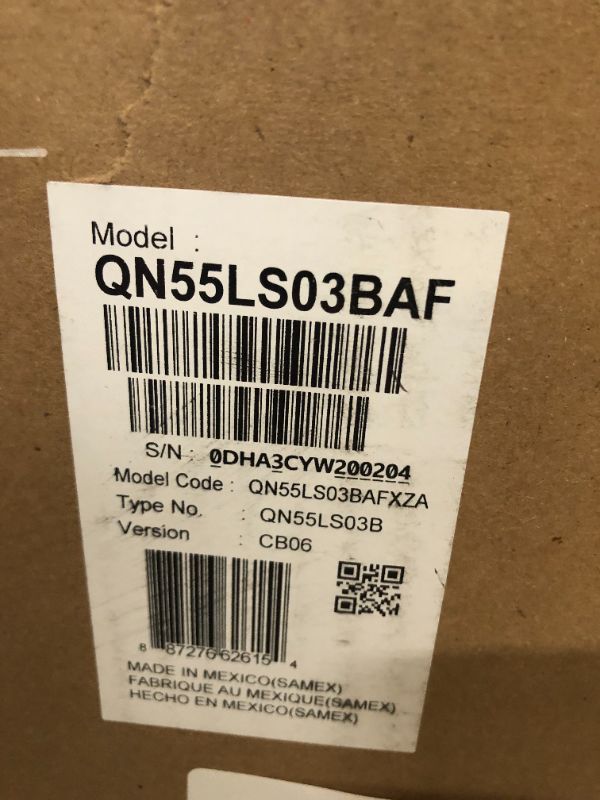 Model :
QN55LS03BAF
S/N : 0DHA3CYW200204
Model Code : QN55LS03BAFXZA
Type No. : QN55LS03B
Version : CB06
8 87276 62615 4
MADE IN MEXICO(SAMEX)
FABRIQUE AU MEXIQUE(SAMEX)
HECHO EN MEXICO(SAMEX)